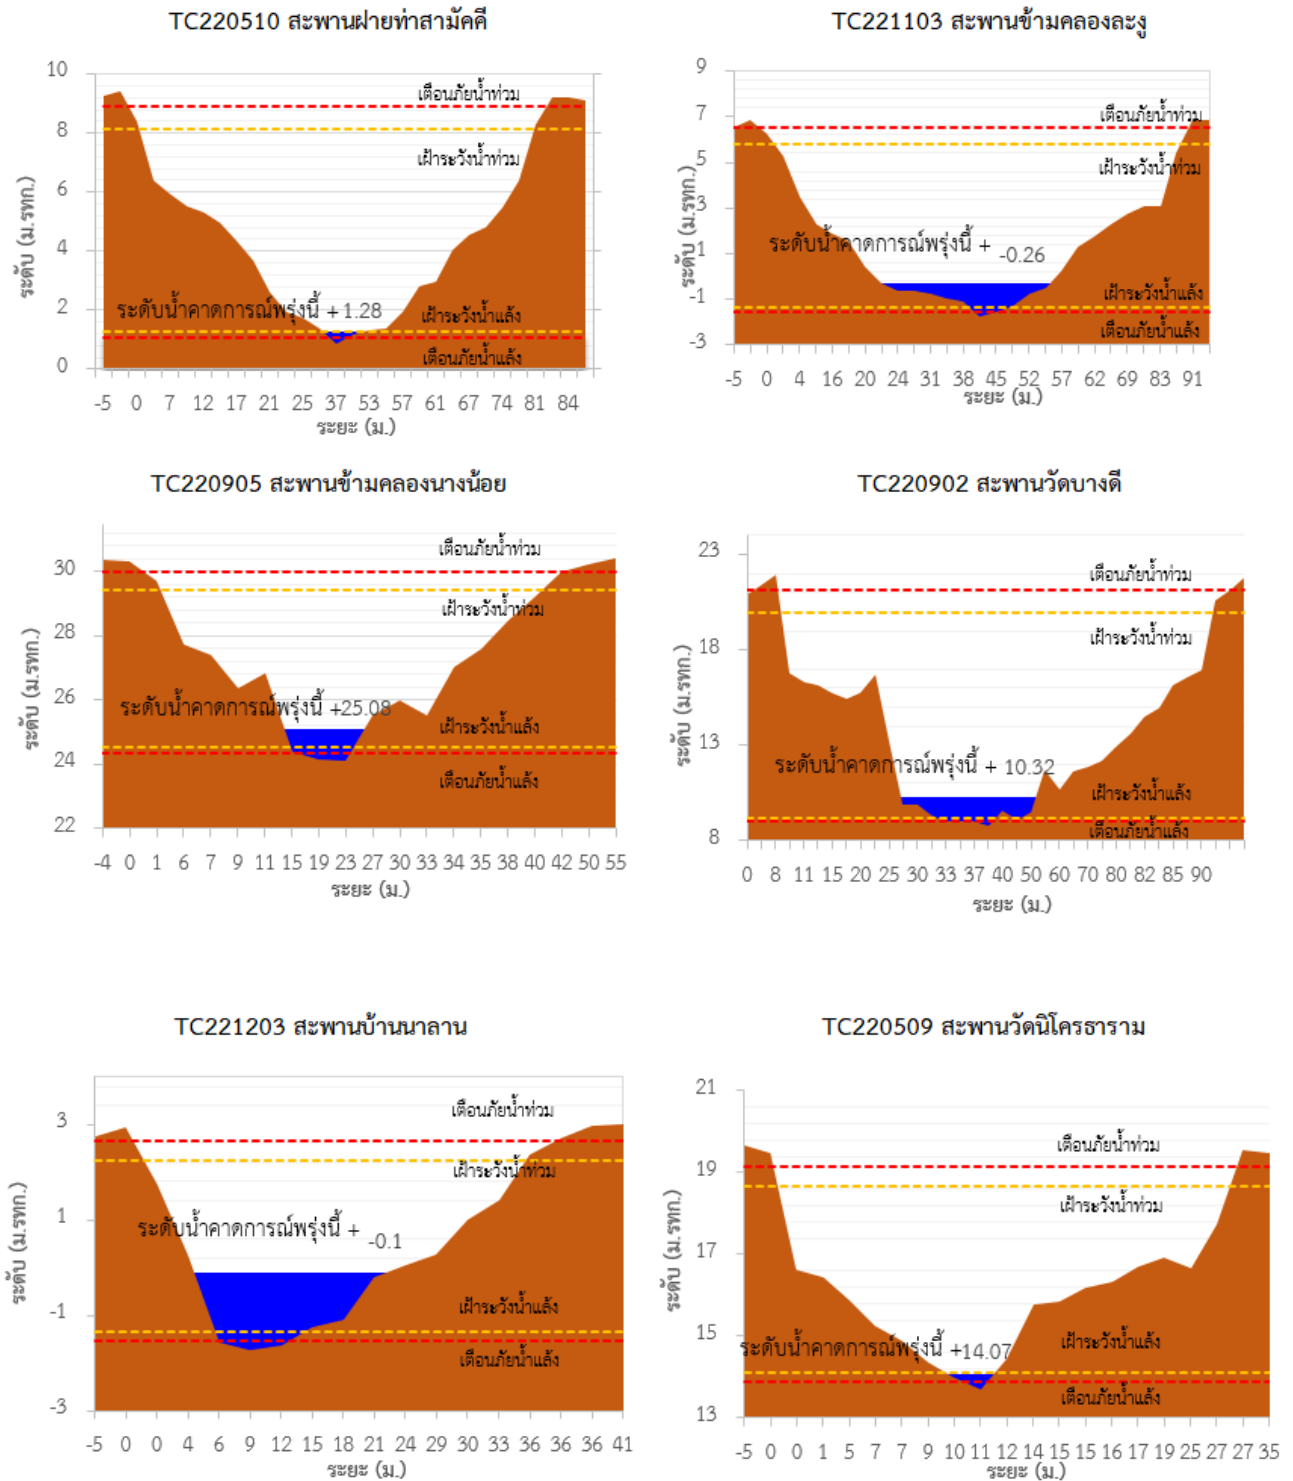 TC220510 สะพานฝายท่าสามัคคี
10
8
6
4
2
0
ระดับ (ม.รทก.)
เตือนภัยน้ำท่วม
เฝ้าระวังน้ำท่วม
ระดับน้ำคาดการณ์พรุ่งนี้ + 1.28
เฝ้าระวังน้ำแล้ง
เตือนภัยน้ำแล้ง
-5 0 7 12 17 21 25 37 53 57 61 67 74 81 84
ระยะ (ม.)
TC221103 สะพานข้ามคลองละงู
9
7
5
3
1
-1
-3
ระดับ (ม.รทก.)
เตือนภัยน้ำท่วม
เฝ้าระวังน้ำท่วม
ระดับน้ำคาดการณ์พรุ่งนี้ + -0.26
เฝ้าระวังน้ำแล้ง
เตือนภัยน้ำแล้ง
-5 0 4 16 20 24 31 38 45 52 57 62 69 83 91
ระยะ (ม.)
TC220905 สะพานข้ามคลองนางน้อย
30
28
26
24
22
ระดับ (ม.รทก.)
เตือนภัยน้ำท่วม
เฝ้าระวังน้ำท่วม
ระดับน้ำคาดการณ์พรุ่งนี้ +25.08
เฝ้าระวังน้ำแล้ง
เตือนภัยน้ำแล้ง
-4 0 1 6 7 9 11 15 19 23 27 30 33 34 35 38 40 42 50 55
ระยะ (ม.)
TC220902 สะพานวัดบางดี
23
18
13
8
ระดับ (ม.รทก.)
เตือนภัยน้ำท่วม
เฝ้าระวังน้ำท่วม
ระดับน้ำคาดการณ์พรุ่งนี้ + 10.32
เฝ้าระวังน้ำแล้ง
เตือนภัยน้ำแล้ง
0 8 11 15 20 25 30 33 37 40 50 60 70 80 82 85 90
ระยะ (ม.)
TC221203 สะพานบ้านนาลาน
3
1
-1
-3
ระดับ (ม.รทก.)
เตือนภัยน้ำท่วม
เฝ้าระวังน้ำท่วม
ระดับน้ำคาดการณ์พรุ่งนี้ + -0.1
เฝ้าระวังน้ำแล้ง
เตือนภัยน้ำแล้ง
-5 0 0 4 6 9 12 15 18 21 24 29 30 33 36 36 36 41
ระยะ (ม.)
TC220509 สะพานวัดนิโครธาราม
21
19
17
15
13
ระดับ (ม.รทก.)
เตือนภัยน้ำท่วม
เฝ้าระวังน้ำท่วม
ระดับน้ำคาดการณ์พรุ่งนี้ +14.07
เฝ้าระวังน้ำแล้ง
เตือนภัยน้ำแล้ง
-5 0 0 1 5 7 7 9 10 11 12 14 15 15 16 17 19 25 27 27 35
ระยะ (ม.)